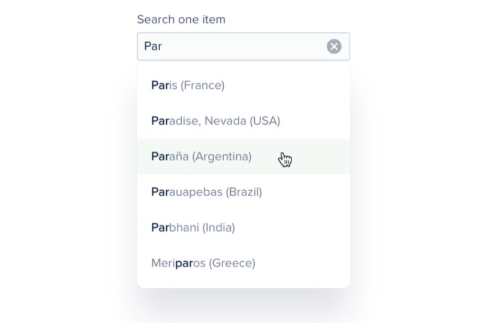 Search one item
Par
Paris (France)
Paradise, Nevada (USA)
Paraña (Argentina)
Parauapebas (Brazil)
Parbhani (India)
Meriparos (Greece)